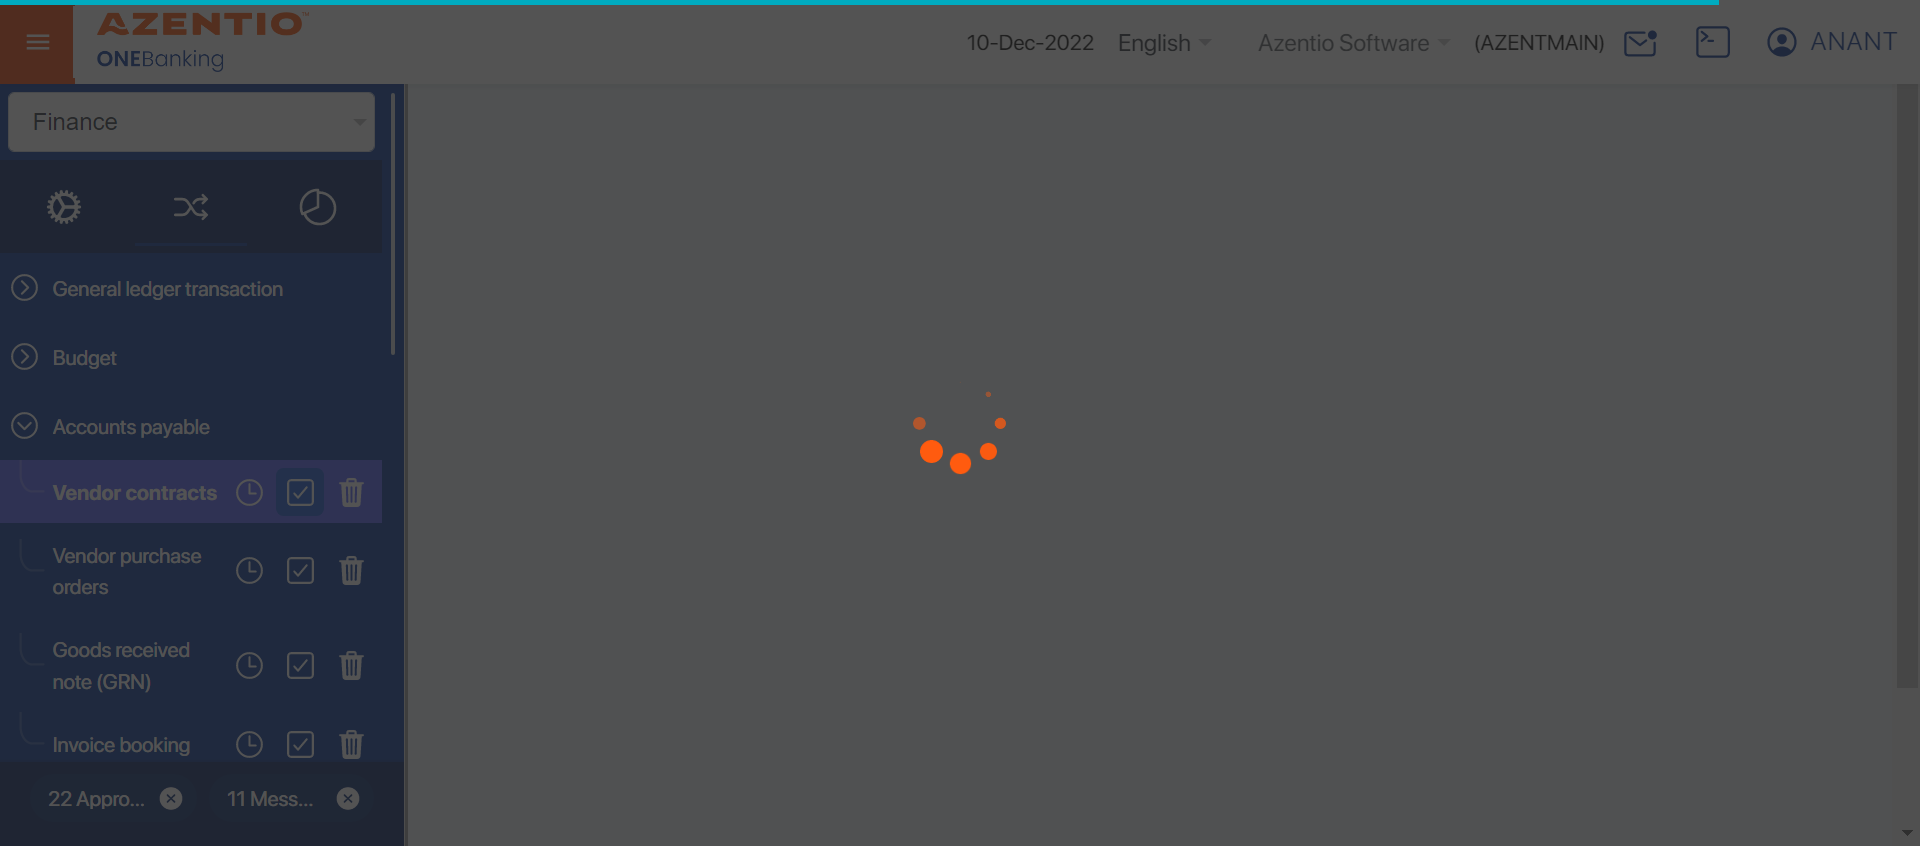 AZENTIO
ONEBanking
10-Dec-2022
English
Azentio Software
(AZENTMAIN)
ANANT
Finance
General ledger transaction
Budget
Accounts payable
Vendor contracts
Vendor purchase
orders
Goods received
note (GRN)
Invoice booking
22 Appro...
11 Mess...